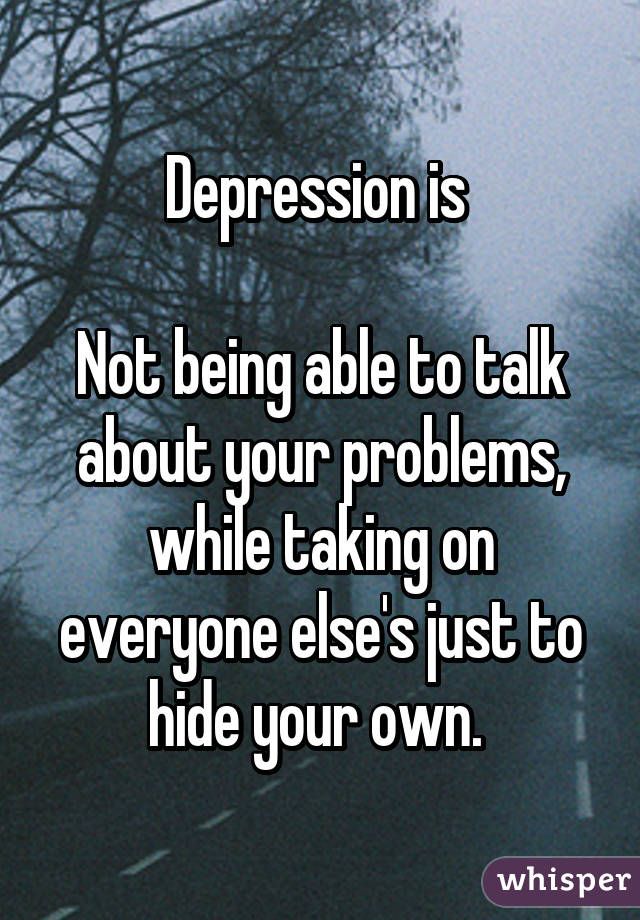 Depression is
Not being able to talk
about your problems,
while taking on
everyone else's just to
hide your own.
whisper